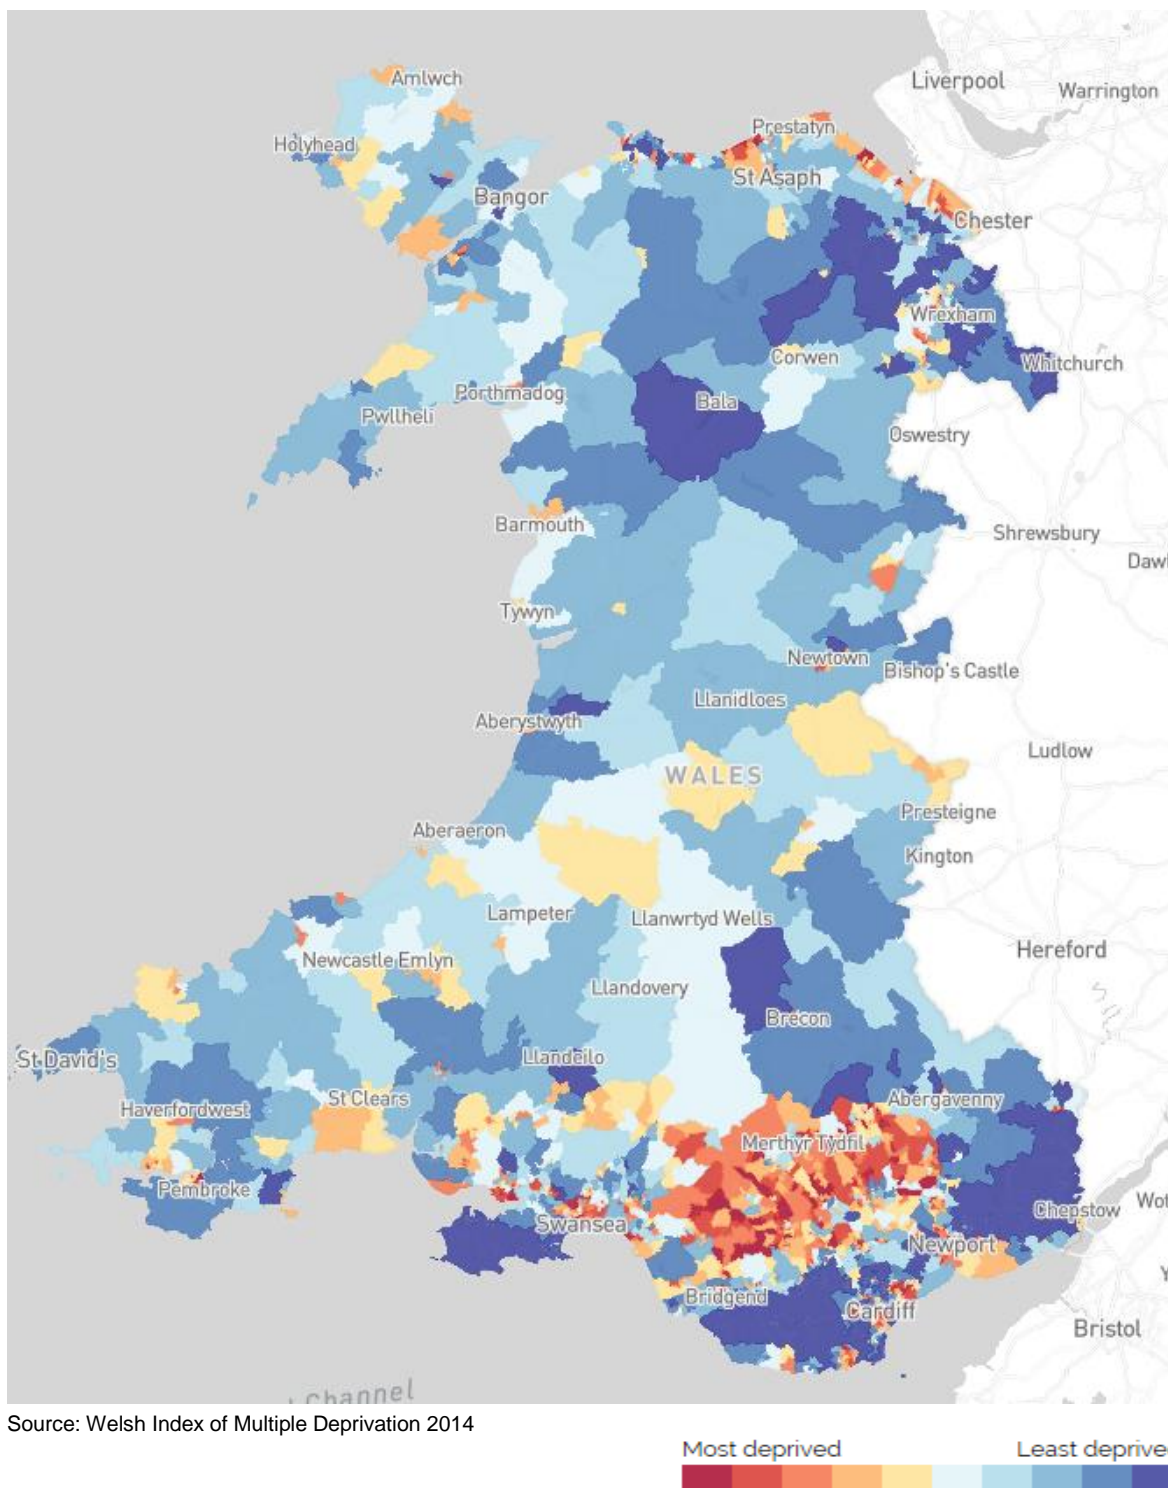 Amlwch
Liverpool
Warrington
Holyhead
Prestatyn
Bangor
St Asaph
Chester
Wrexham
Corwen
Whitchurch
Porthmadog
Bala
Pwllheli
Oswestry
Barmouth
Shrewsbury
Tywyn
Newtown
Bishop's Castle
Llanidloes
Aberystwyth
Ludlow
WALES
Presteigne
Aberaeron
Kington
Lampeter
Llanwrtyd Wells
Newcastle Emlyn
Hereford
Llandovery
Brecon
St David's
Llandeilo
St Clears
Abergavenny
Haverfordwest
Merthyr Tydfil
Pembroke
Chepstow
Swansea
Newport
Bridgend
Cardiff
Bristol
Channel
Source: Welsh Index of Multiple Deprivation 2014
Most deprived Least deprive